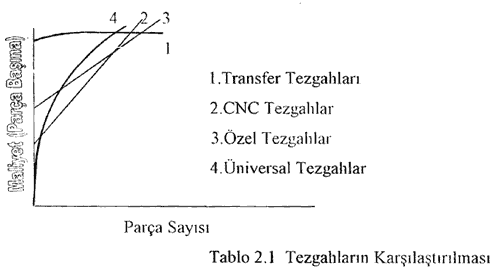 4 2 3
1
Maliyet (Parça Başına)
1.Transfer Tezgahları
2.CNC Tezgahlar
3.Özel Tezgahlar
4.Üniversal Tezgahlar
Parça Sayısı
Tablo 2.1 Tezgahların Karşılaştırılması